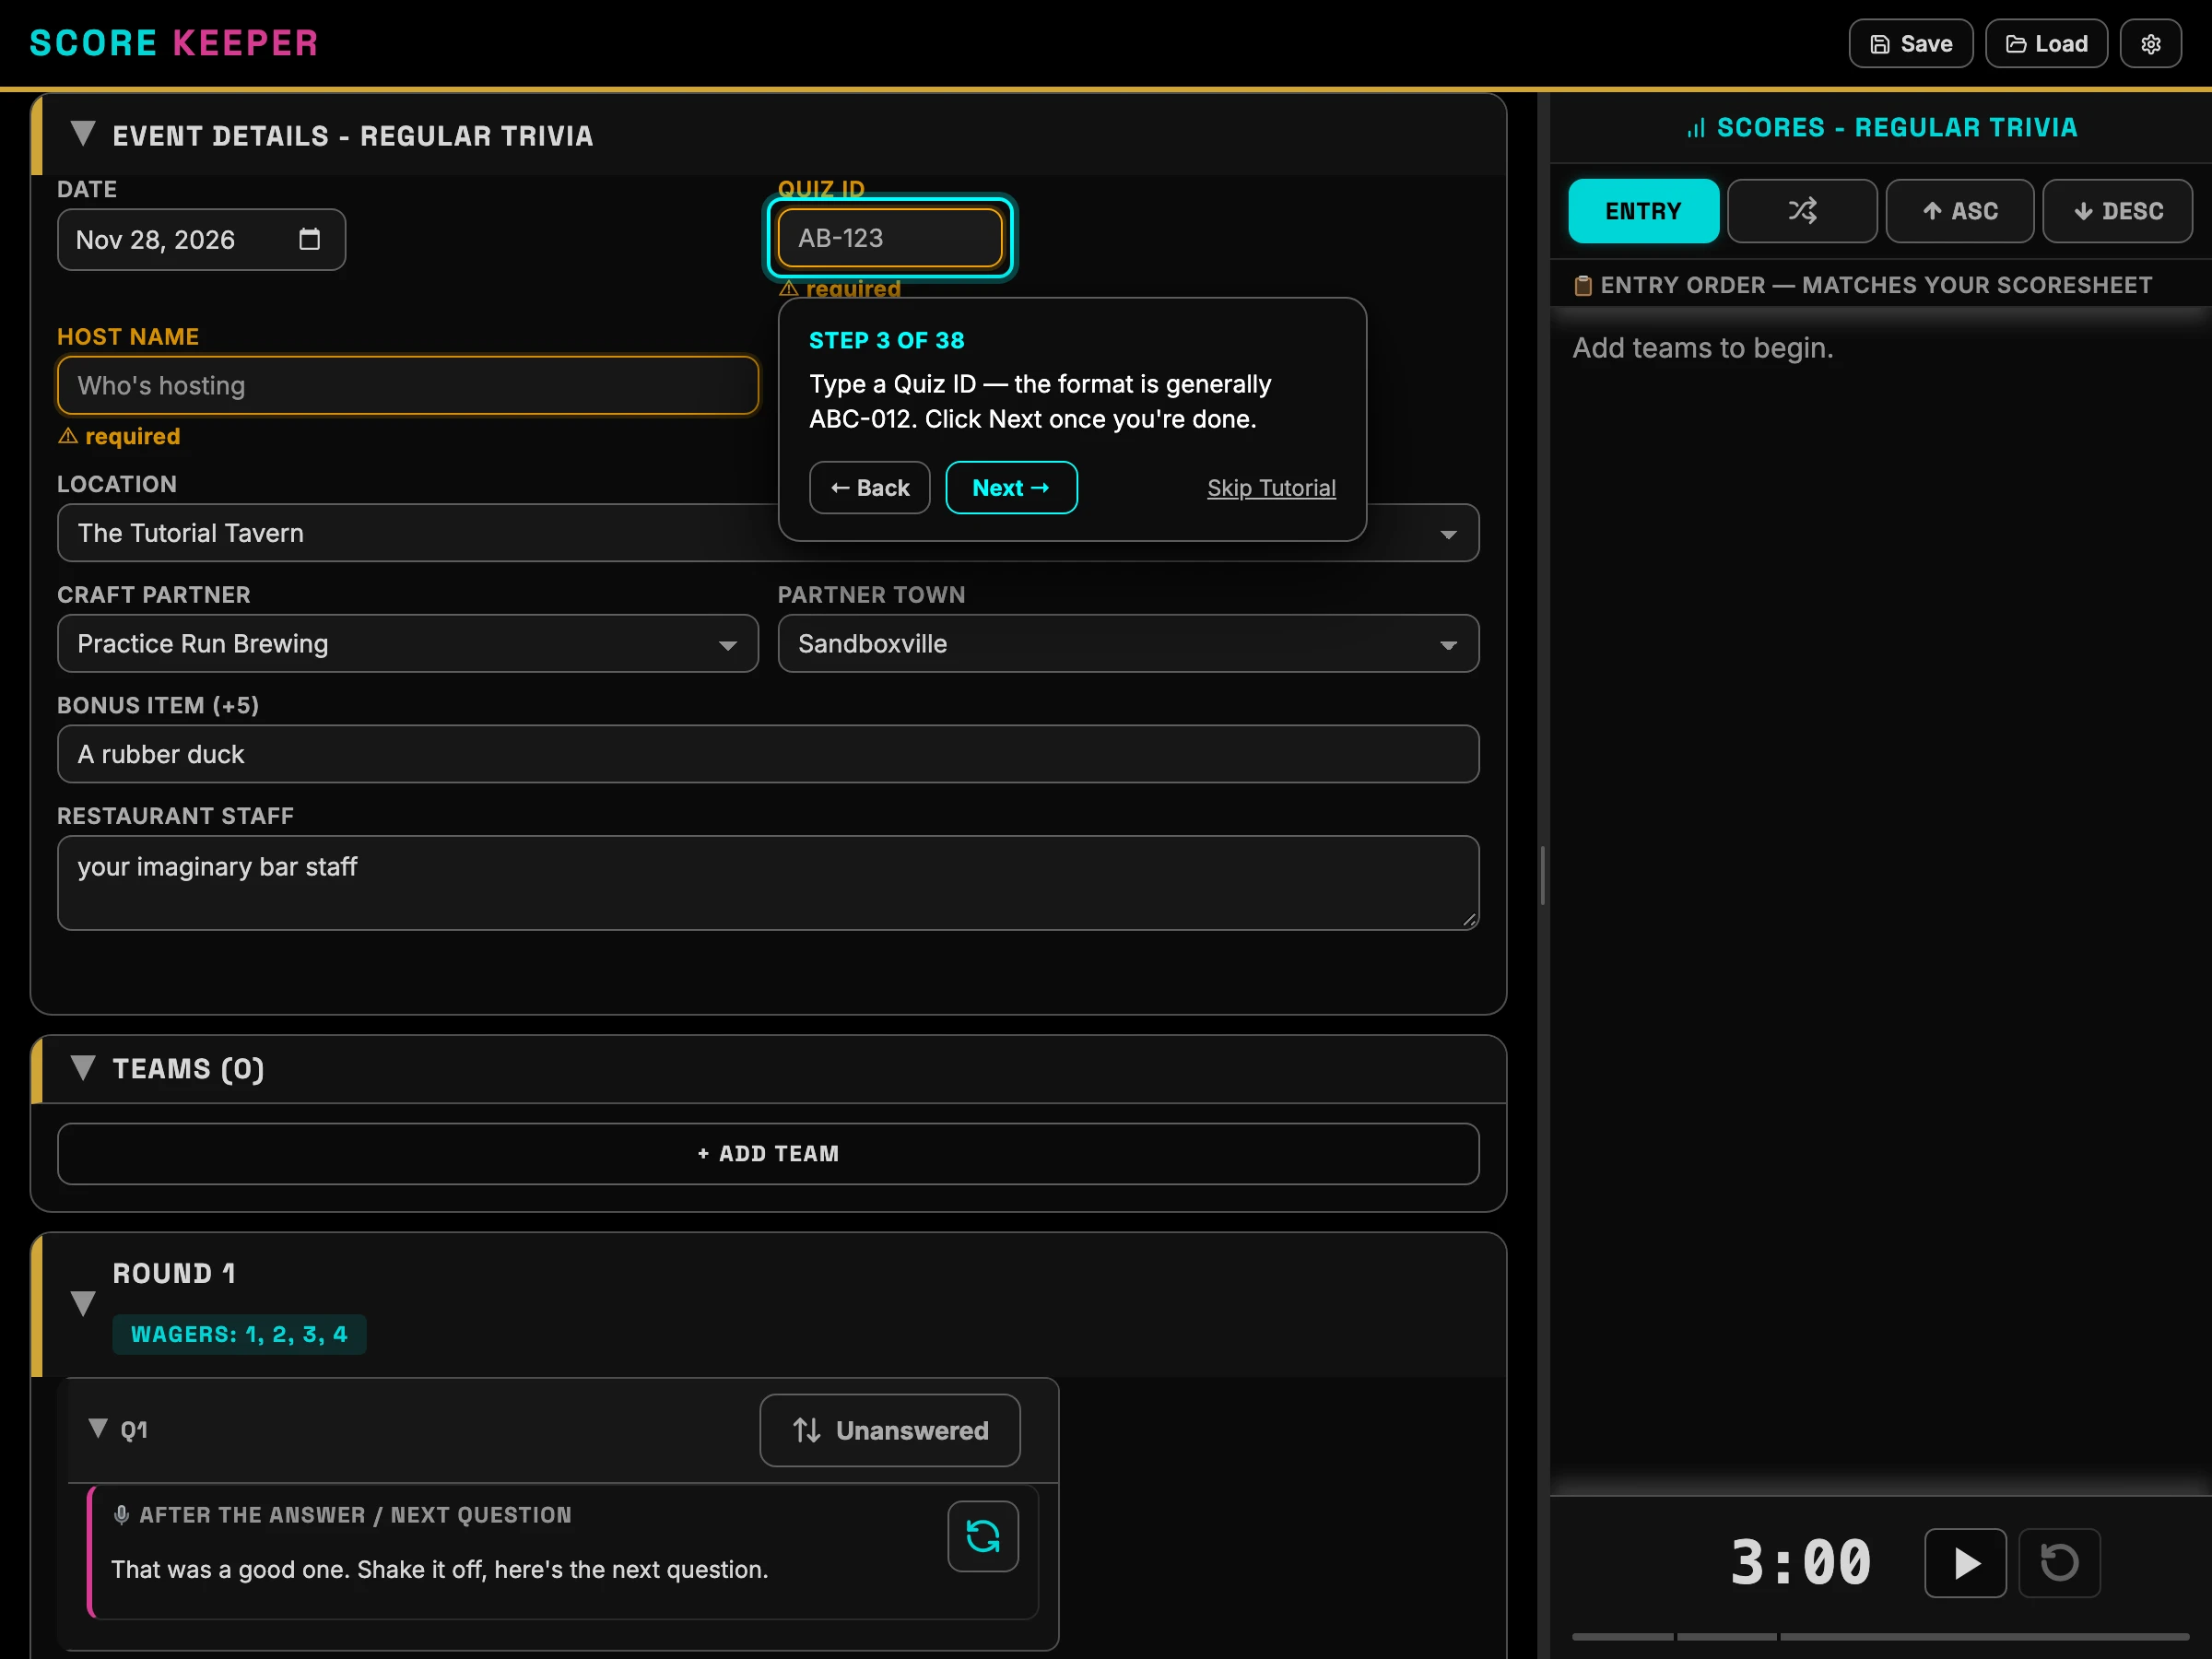 SCORE KEEPER
Save
Load
EVENT DETAILS - REGULAR TRIVIA
DATE
Nov 28, 2026
QUIZ ID
AB-123
⚠ required
STEP 3 OF 38
Type a Quiz ID — the format is generally
ABC-012. Click Next once you're done.
← Back
Next →
Skip Tutorial
HOST NAME
Who's hosting
⚠ required
LOCATION
The Tutorial Tavern
CRAFT PARTNER
Practice Run Brewing
PARTNER TOWN
Sandboxville
BONUS ITEM (+5)
A rubber duck
RESTAURANT STAFF
your imaginary bar staff
TEAMS (0)
+ ADD TEAM
ROUND 1
WAGERS: 1, 2, 3, 4
Q1
Unanswered
AFTER THE ANSWER / NEXT QUESTION
That was a good one. Shake it off, here's the next question.
SCORES - REGULAR TRIVIA
ENTRY
↑ ASC
↓ DESC
ENTRY ORDER — MATCHES YOUR SCORESHEET
Add teams to begin.
3:00